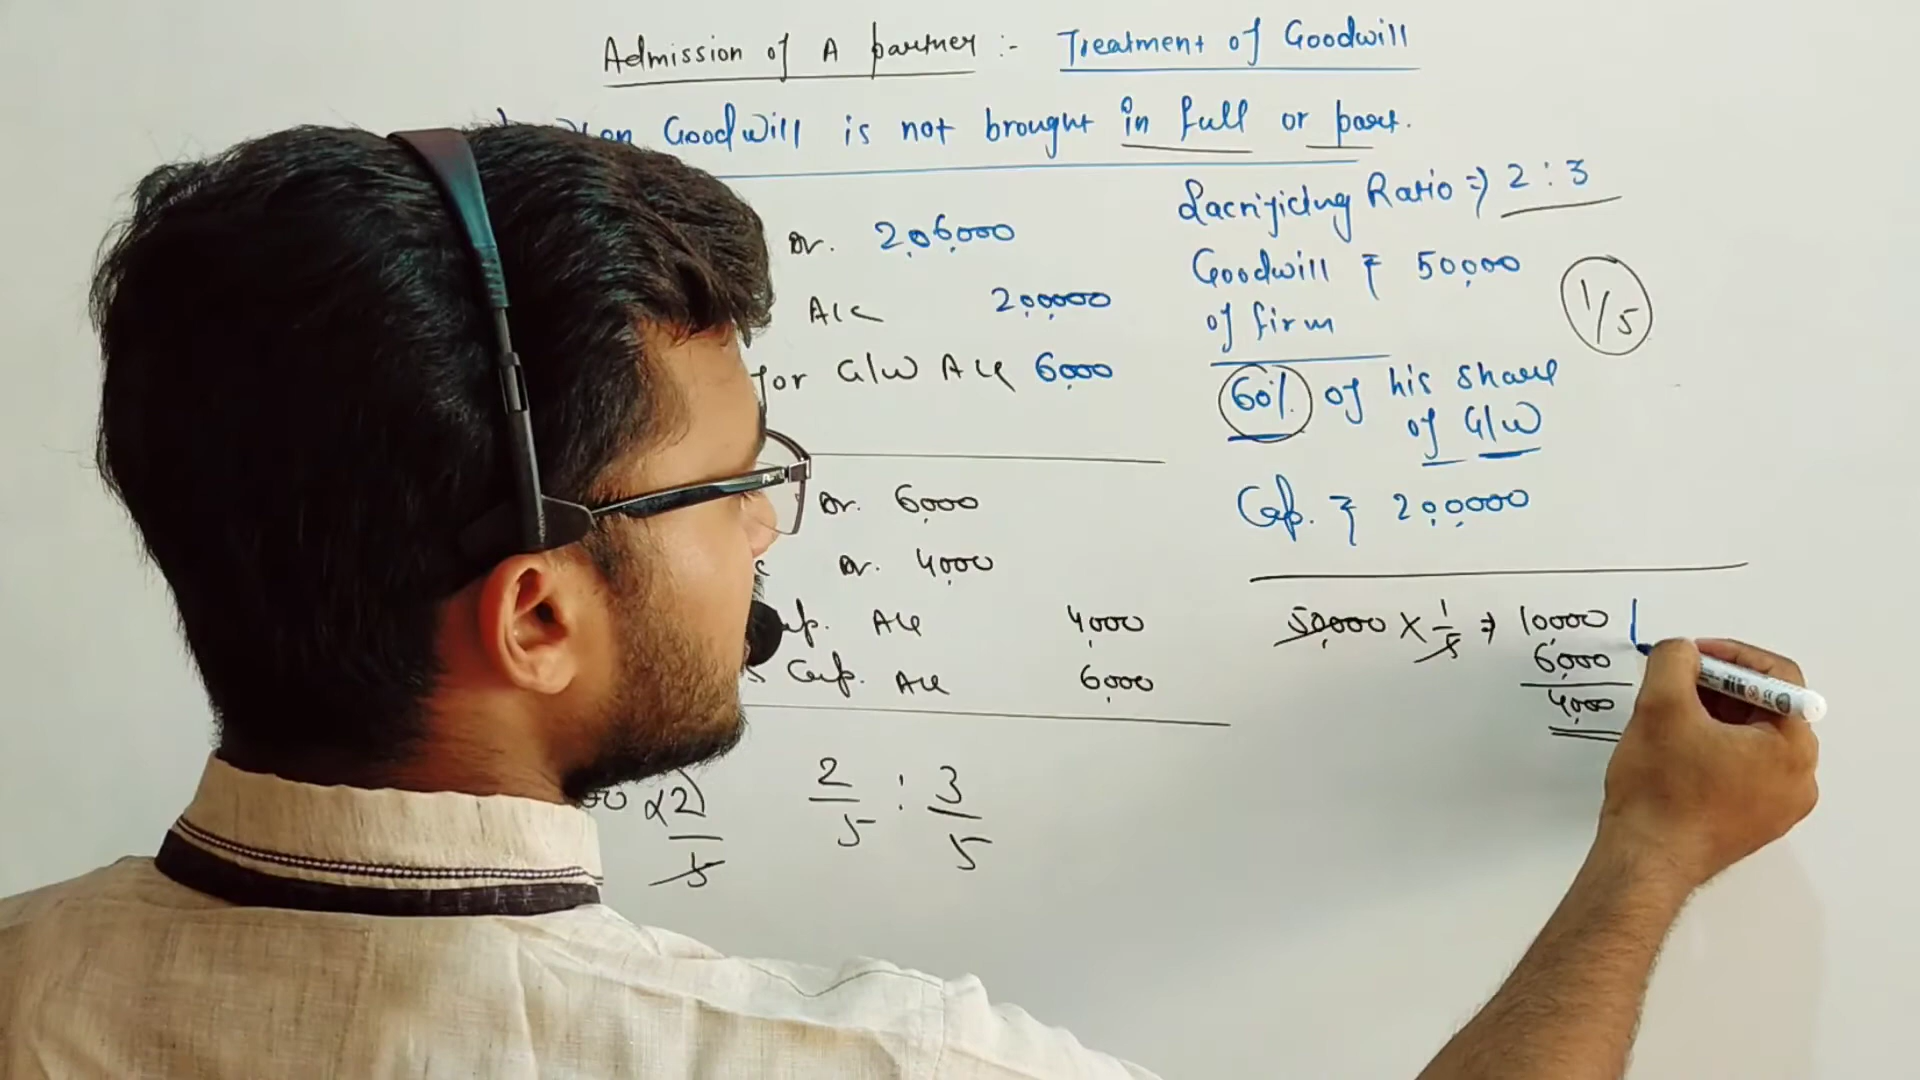 Admission of A partner :- Treatment of Goodwill
Goodwill is not brought in full or part.
Sacrificing Ratio ⇒ 2 : 3
Dr. 2,06,000
Goodwill ₹ 50,000
of firm
1/5
A/c 2,00,000
for G/W A/c 6,000
60% of his share
of G/W
Cap. ₹ 2,00,000
Dr. 6,000
Dr. 4,000
A/c 4,000
Cap. A/c 6,000
50,000 × 1/5 ⇒ 10,000
6,000
4,000
×2/5 2/5 : 3/5